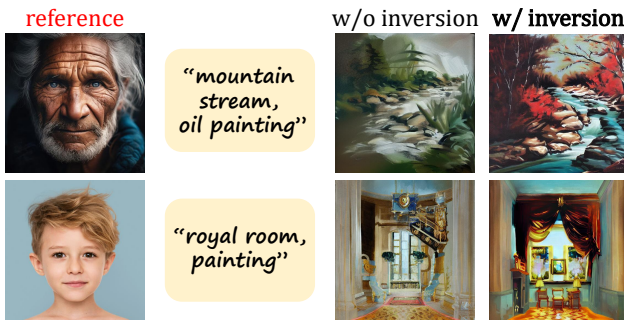 reference
w/o inversion
w/ inversion
“mountain
stream,
oil painting”
“royal room,
painting”